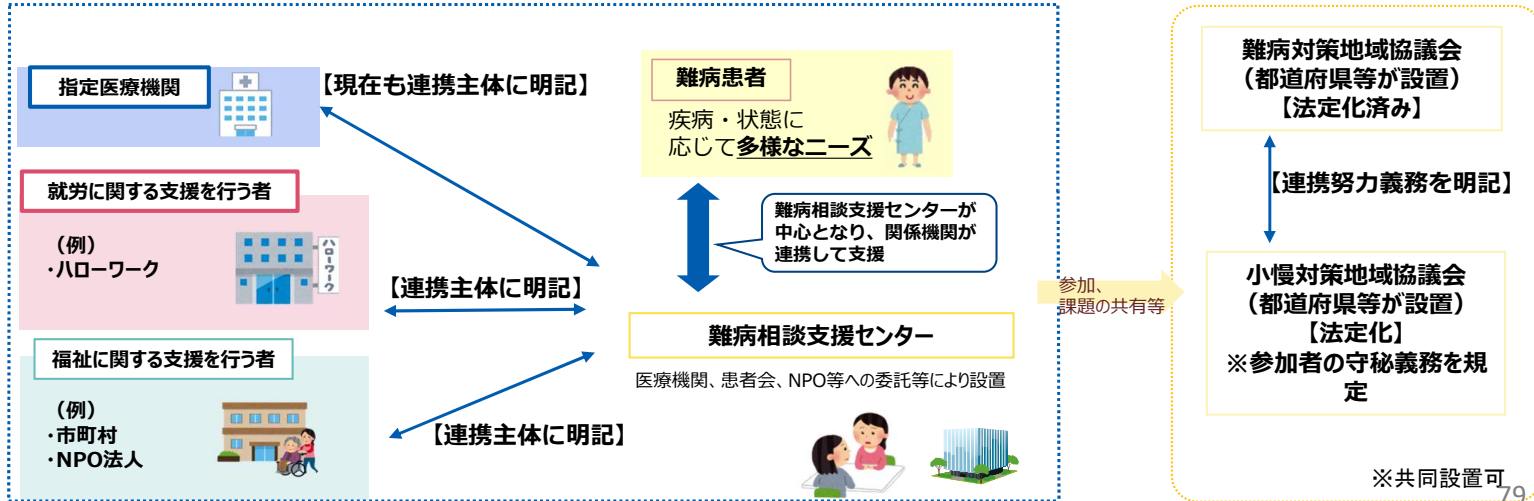 指定医療機関
【現在も連携主体に明記】
就労に関する支援を行う者
（例）
・ハローワーク
ハローワーク
【連携主体に明記】
福祉に関する支援を行う者
（例）
・市町村
・NPO法人
【連携主体に明記】
難病患者
疾病・状態に
応じて多様なニーズ
難病相談支援センターが
中心となり、関係機関が
連携して支援
難病相談支援センター
医療機関、患者会、NPO等への委託等により設置
参加、
課題の共有等
難病対策地域協議会
（都道府県等が設置）
【法定化済み】
【連携努力義務を明記】
小慢対策地域協議会
（都道府県等が設置）
【法定化】
※参加者の守秘義務を規
定
※共同設置可
79